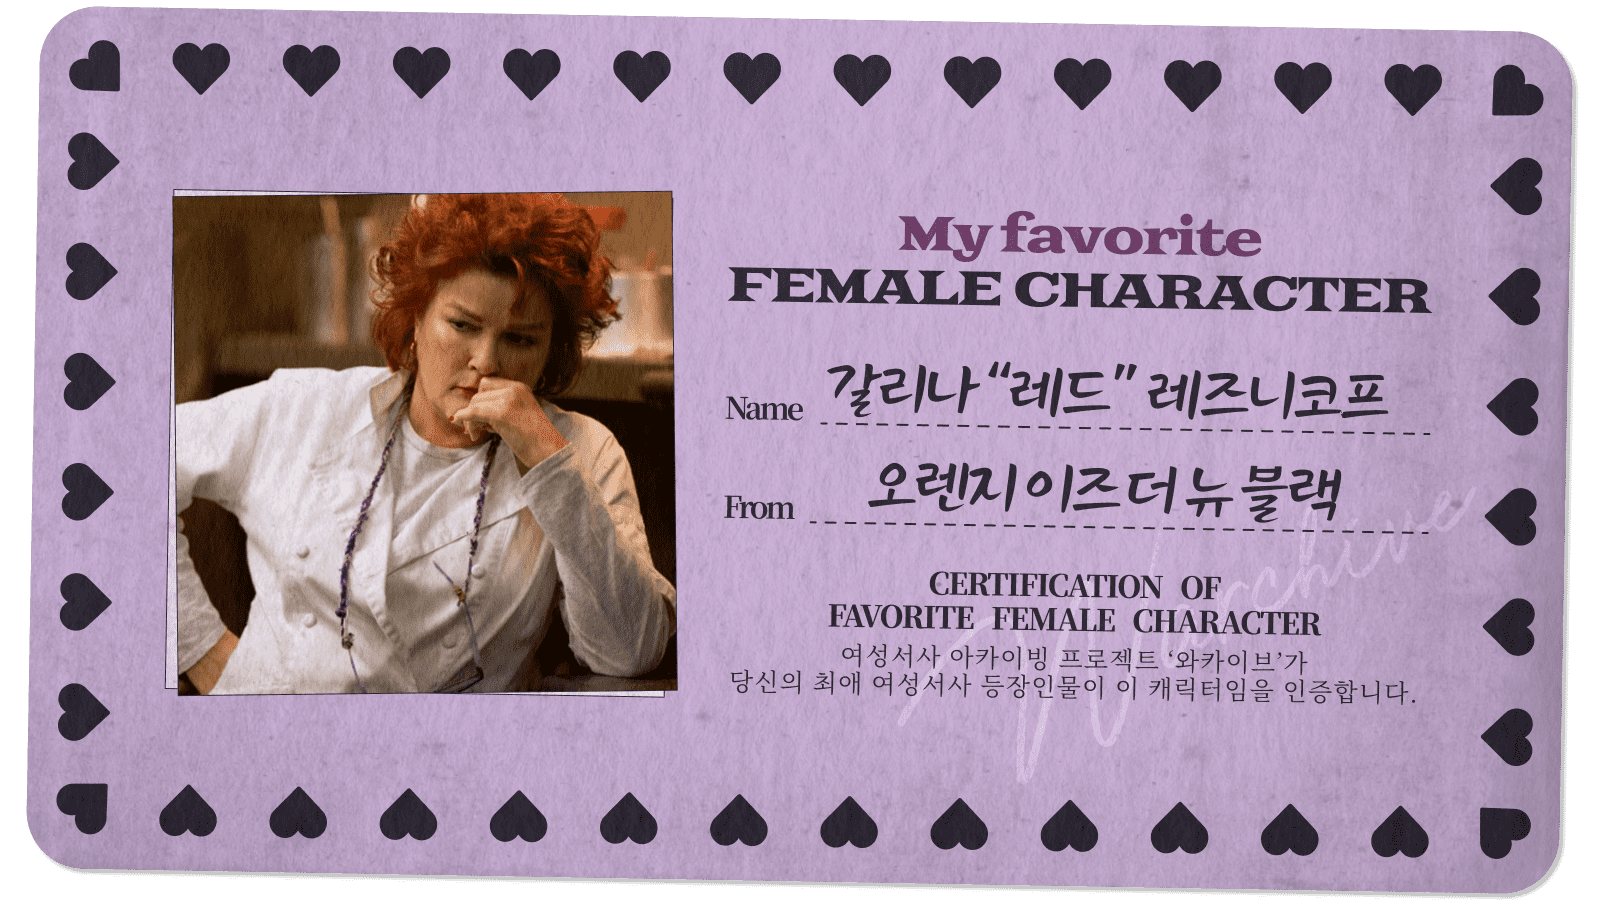 My favorite
FEMALE CHARACTER
Name 갈리나 “레드” 레즈니코프
From 오렌지 이즈 더 뉴 블랙
CERTIFICATION OF
FAVORITE FEMALE CHARACTER
여성서사 아카이빙 프로젝트 ‘와카이브’가
당신의 최애 여성서사 등장인물이 이 캐릭터임을 인증합니다.
Warchive